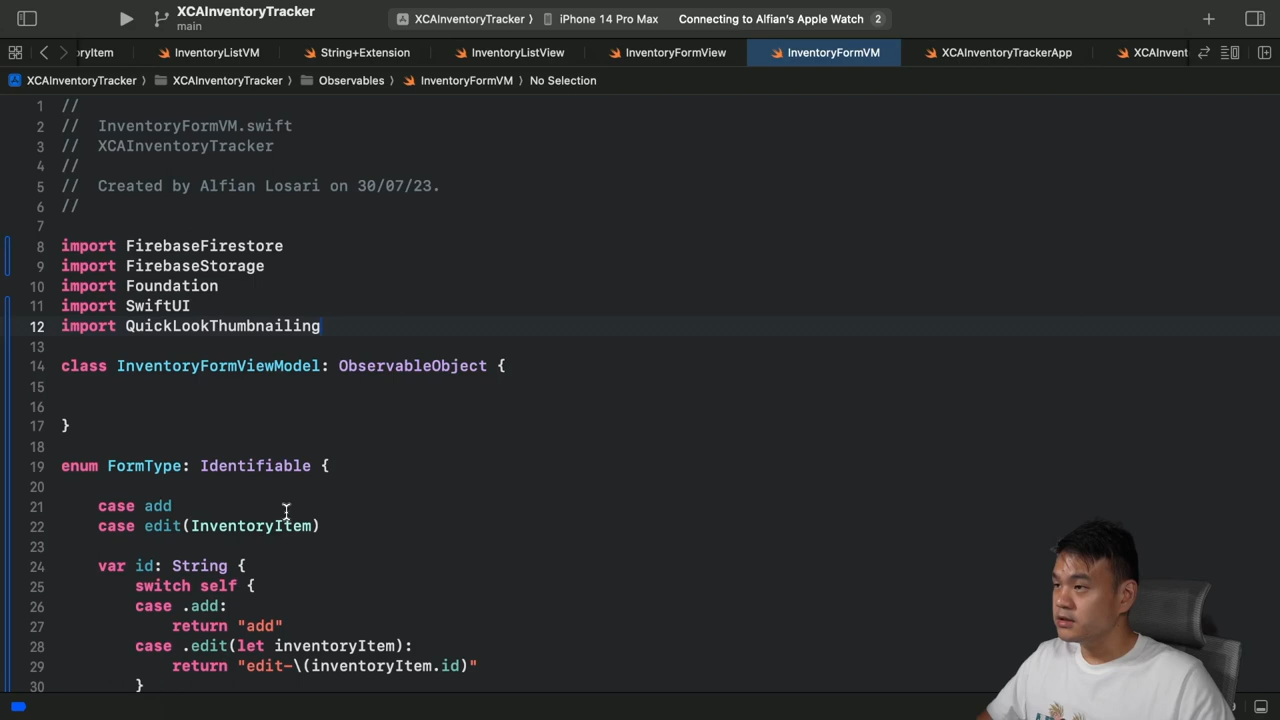 XCAInventoryTracker
main
XCAInventoryTracker 〉 iPhone 14 Pro Max Connecting to Alfian's Apple Watch 2
ryItem InventoryListVM String+Extension InventoryListView InventoryFormView InventoryFormVM XCAInventoryTrackerApp XCAInvent
XCAInventoryTracker 〉 XCAInventoryTracker 〉 Observables 〉 InventoryFormVM 〉 No Selection
1 //
2 // InventoryFormVM.swift
3 // XCAInventoryTracker
4 //
5 // Created by Alfian Losari on 30/07/23.
6 //
7
8 import FirebaseFirestore
9 import FirebaseStorage
10 import Foundation
11 import SwiftUI
12 import QuickLookThumbnailing
13
14 class InventoryFormViewModel: ObservableObject {
15
16
17 }
18
19 enum FormType: Identifiable {
20
21 case add
22 case edit(InventoryItem)
23
24 var id: String {
25 switch self {
26 case .add:
27 return "add"
28 case .edit(let inventoryItem):
29 return "edit-\(inventoryItem.id)"
30 }